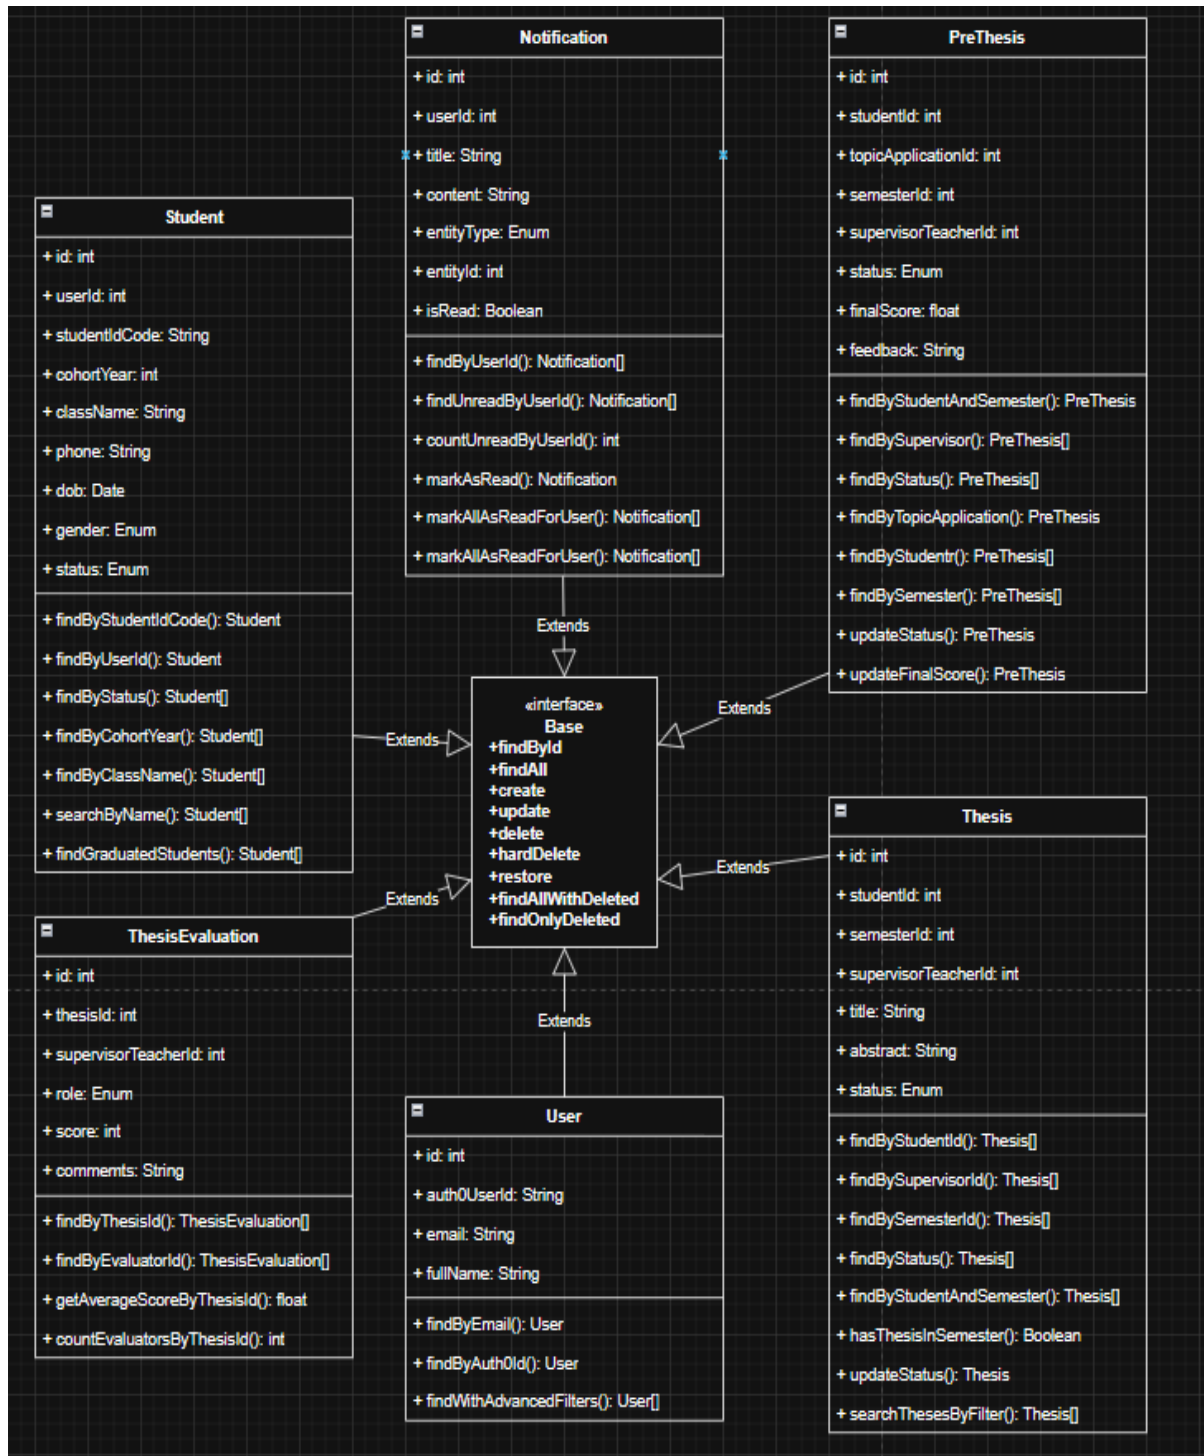 Notification
+ id: int
+ userId: int
+ title: String
+ content: String
+ entityType: Enum
+ entityId: int
+ isRead: Boolean
+ findByUserId(): Notification[]
+ findUnreadByUserId(): Notification[]
+ countUnreadByUserId(): int
+ markAsRead(): Notification
+ markAllAsReadForUser(): Notification[]
+ markAllAsReadForUser(): Notification[]
PreThesis
+ id: int
+ studentId: int
+ topicApplicationId: int
+ semesterId: int
+ supervisorTeacherId: int
+ status: Enum
+ finalScore: float
+ feedback: String
+ findByStudentAndSemester(): PreThesis
+ findBySupervisor(): PreThesis[]
+ findByStatus(): PreThesis[]
+ findByTopicApplication(): PreThesis
+ findByStudentr(): PreThesis[]
+ findBySemester(): PreThesis[]
+ updateStatus(): PreThesis
+ updateFinalScore(): PreThesis
Student
+ id: int
+ userId: int
+ studentIdCode: String
+ cohortYear: int
+ className: String
+ phone: String
+ dob: Date
+ gender: Enum
+ status: Enum
+ findByStudentIdCode(): Student
+ findByUserId(): Student
+ findByStatus(): Student[]
+ findByCohortYear(): Student[]
+ findByClassName(): Student[]
+ searchByName(): Student[]
+ findGraduatedStudents(): Student[]
Extends
Extends
Extends
«interface»
Base
+findById
+findAll
+create
+update
+delete
+hardDelete
+restore
+findAllWithDeleted
+findOnlyDeleted
Extends
Extends
Extends
ThesisEvaluation
+ id: int
+ thesisId: int
+ supervisorTeacherId: int
+ role: Enum
+ score: int
+ commemts: String
+ findByThesisId(): ThesisEvaluation[]
+ findByEvaluatorId(): ThesisEvaluation[]
+ getAverageScoreByThesisId(): float
+ countEvaluatorsByThesisId(): int
User
+ id: int
+ auth0UserId: String
+ email: String
+ fullName: String
+ findByEmail(): User
+ findByAuth0Id(): User
+ findWithAdvancedFilters(): User[]
Thesis
+ id: int
+ studentId: int
+ semesterId: int
+ supervisorTeacherId: int
+ title: String
+ abstract: String
+ status: Enum
+ findByStudentId(): Thesis[]
+ findBySupervisorId(): Thesis[]
+ findBySemesterId(): Thesis[]
+ findByStatus(): Thesis[]
+ findByStudentAndSemester(): Thesis[]
+ hasThesisInSemester(): Boolean
+ updateStatus(): Thesis
+ searchThesesByFilter(): Thesis[]